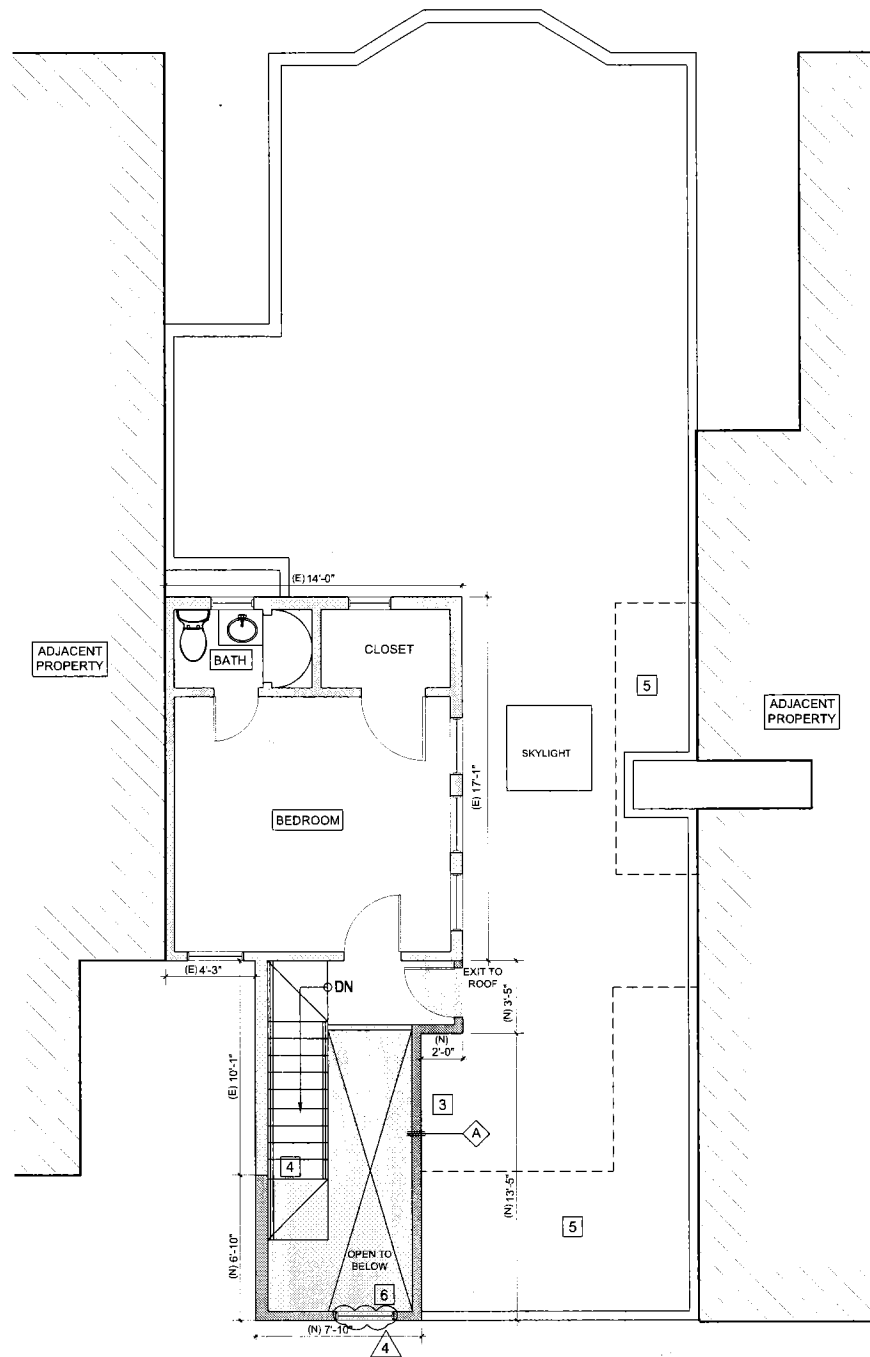 (E) 14'-0"
ADJACENT
PROPERTY
BATH
CLOSET
5
ADJACENT
PROPERTY
SKYLIGHT
(E) 17'-1"
BEDROOM
(E) 4'-3"
DN
EXIT TO
ROOF
(N) 3'-5"
(N)
2'-0"
(E) 10'-1"
3
A
4
(N) 13'-5"
5
(N) 6'-10"
OPEN TO
BELOW
6
(N) 7'-10"
4